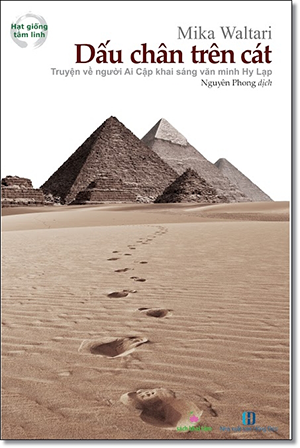 Hạt giống
tâm linh
Mika Waltari
Dấu chân trên cát
Truyện về người Ai Cập khai sáng văn minh Hy Lạp
Nguyên Phong dịch